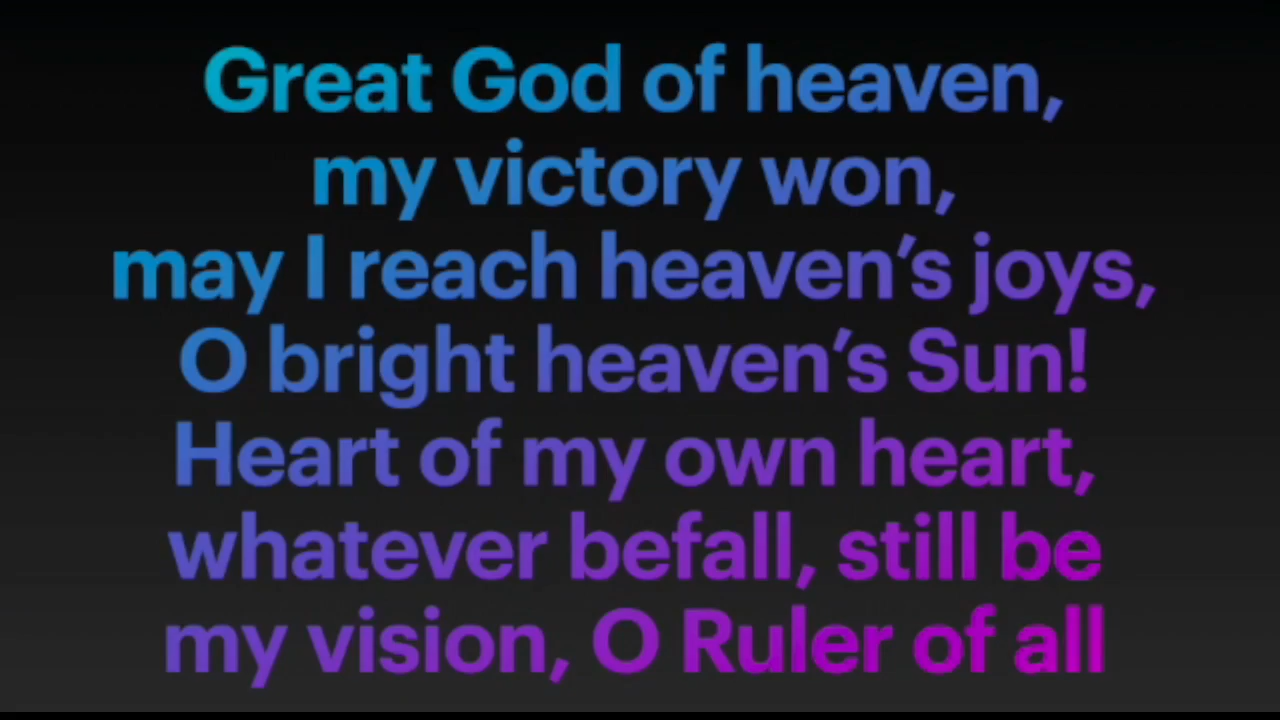 Great God of heaven,
my victory won,
may I reach heaven’s joys,
O bright heaven’s Sun!
Heart of my own heart,
whatever befall, still be
my vision, O Ruler of all